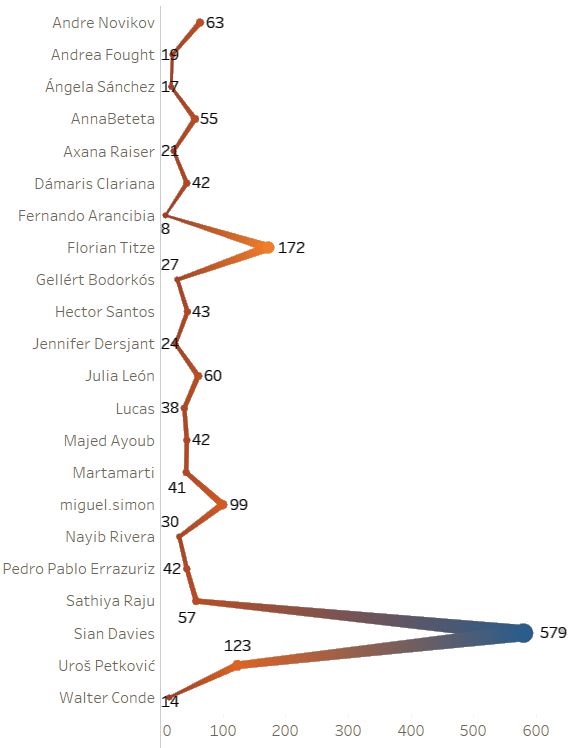 Andre Novikov 63
Andrea Fought 19
Ángela Sánchez 17
AnnaBeteta 55
Axana Raiser 21
Dámaris Clariana 42
Fernando Arancibia
8
Florian Titze 172
27
Gellért Bodorkós
Hector Santos 43
Jennifer Dersjant 24
Julia León 60
Lucas 38
Majed Ayoub 42
Martamarti
41
miguel.simon 99
30
Nayib Rivera
Pedro Pablo Errazuriz 42
Sathiya Raju
57
Sian Davies 579
123
Uroš Petković
Walter Conde 14
0 100 200 300 400 500 600